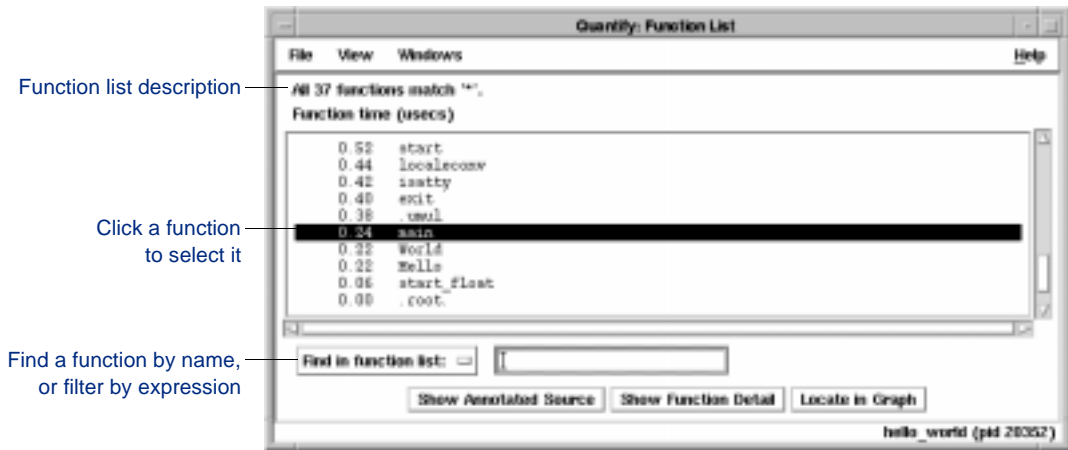 Quantify: Function List
File View Windows Help
Function list description
All 37 functions match '*'.
Function time (usecs)
0.52 start
0.44 localeconv
0.42 isatty
0.40 exit
0.38 .umul
Click a function
to select it
0.24 main
0.22 World
0.22 Hello
0.06 start_float
0.00 .root.
Find a function by name,
or filter by expression
Find in function list:
Show Annotated Source Show Function Detail Locate in Graph
hello_world (pid 20352)